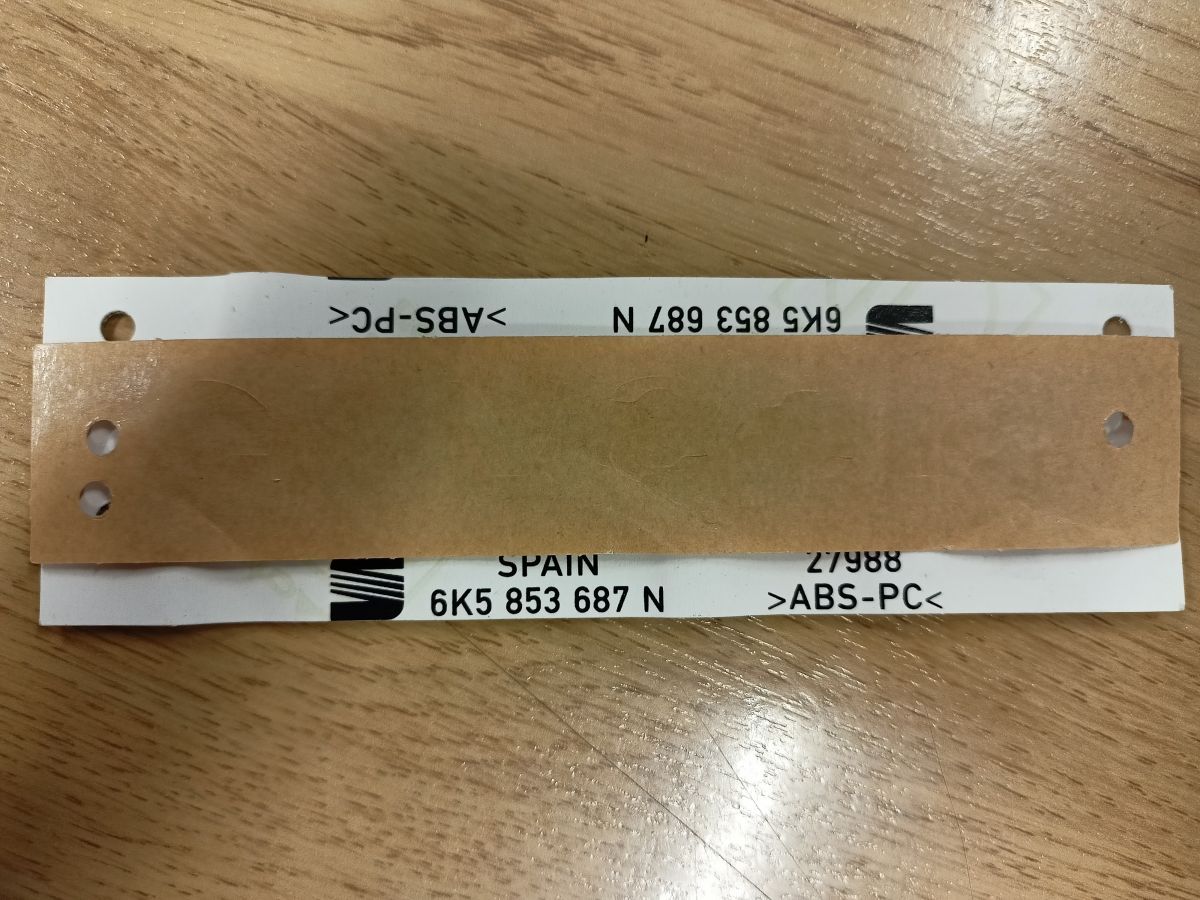 >ABS-PC< 6K5 853 687 N
SPAIN 27988
6K5 853 687 N >ABS-PC<